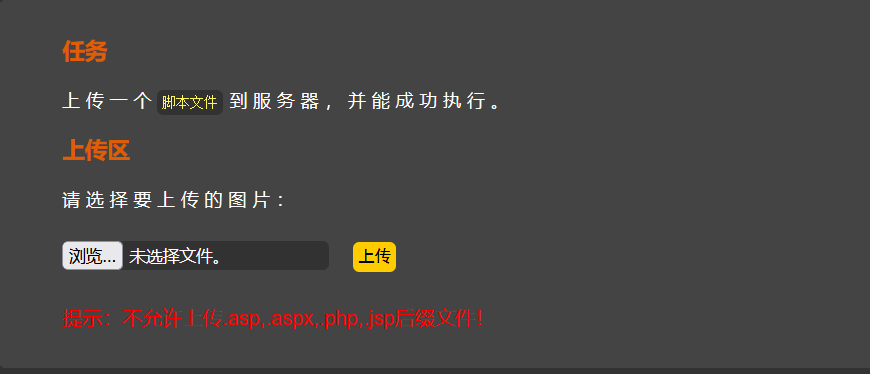 任务
上传一个 脚本文件 到服务器，并能成功执行。
上传区
请选择要上传的图片：
浏览... 未选择文件。 上传
提示：不允许上传.asp,.aspx,.php,.jsp后缀文件！